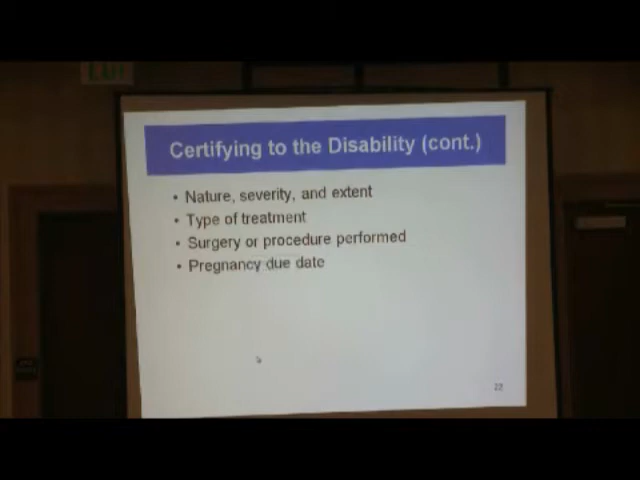 EXIT
Certifying to the Disability (cont.)
• Nature, severity, and extent
• Type of treatment
• Surgery or procedure performed
• Pregnancy due date
22